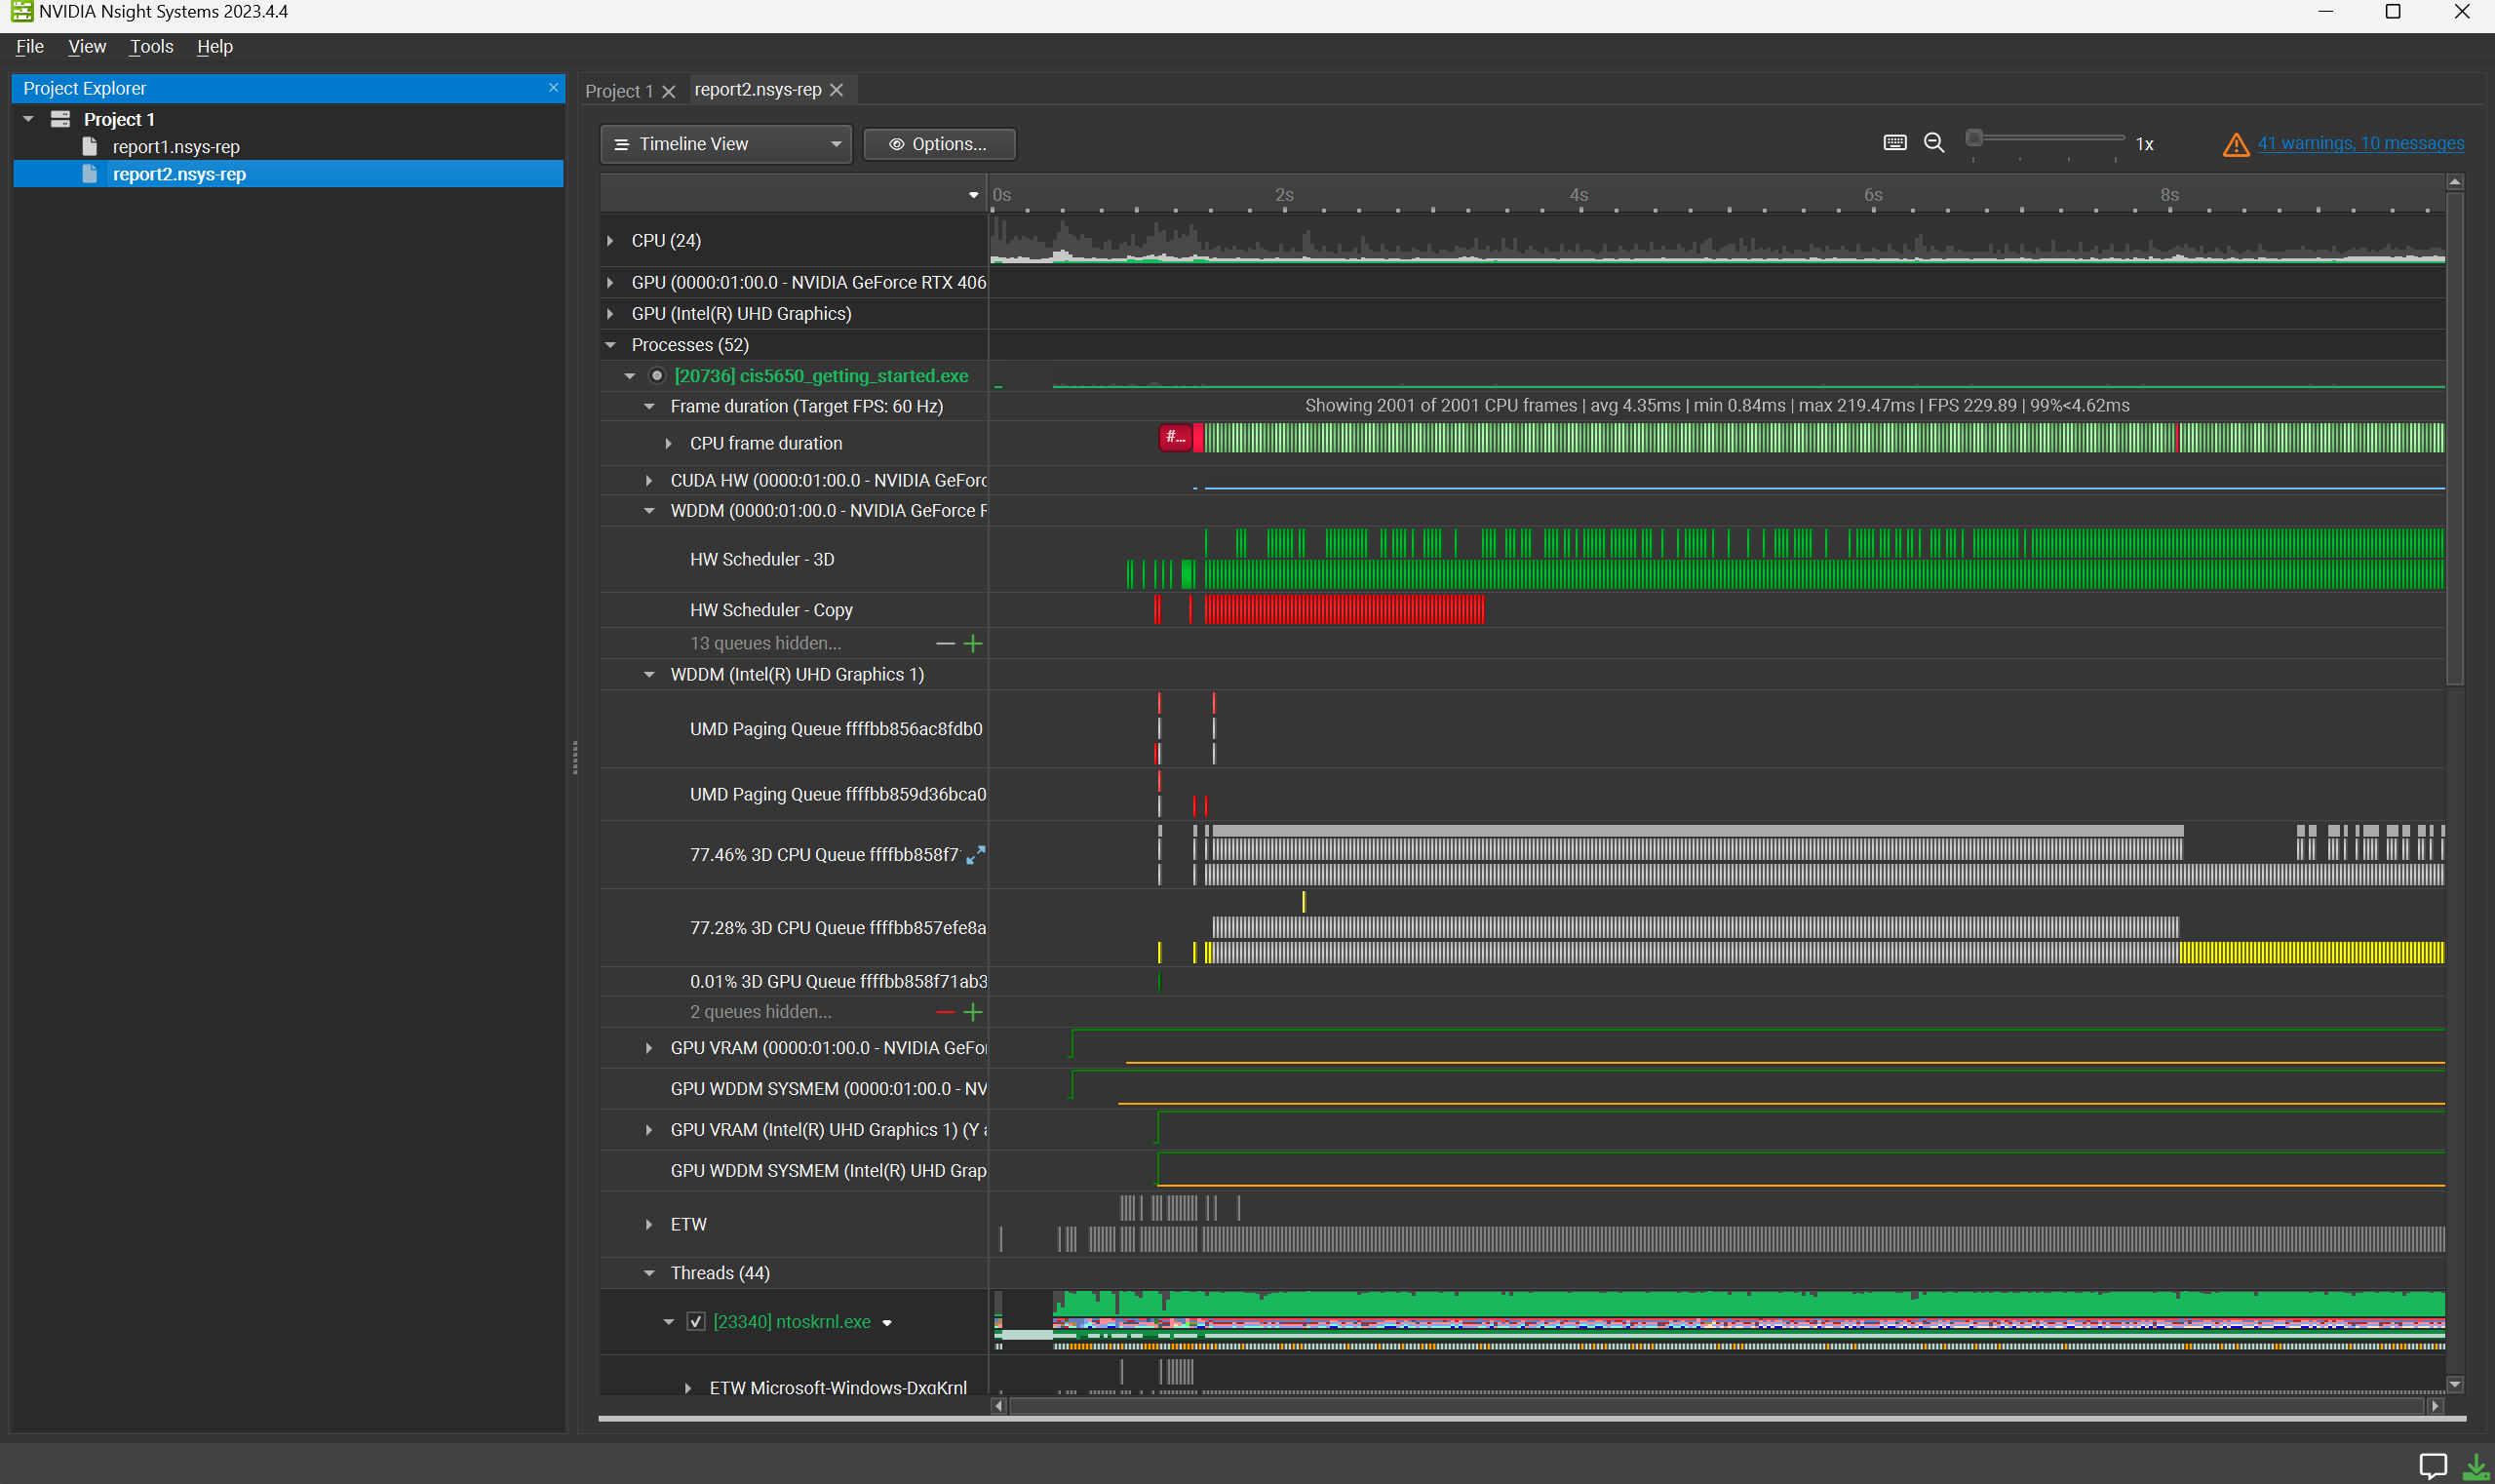 NVIDIA Nsight Systems 2023.4.4
File View Tools Help
Project Explorer
Project 1
report1.nsys-rep
report2.nsys-rep
Project 1
report2.nsys-rep
Timeline View
Options...
1x
41 warnings, 10 messages
0s 2s 4s 6s 8s
CPU (24)
GPU (0000:01:00.0 - NVIDIA GeForce RTX 406
GPU (Intel(R) UHD Graphics)
Processes (52)
[20736] cis5650_getting_started.exe
Frame duration (Target FPS: 60 Hz)
Showing 2001 of 2001 CPU frames | avg 4.35ms | min 0.84ms | max 219.47ms | FPS 229.89 | 99%<4.62ms
CPU frame duration
#...
CUDA HW (0000:01:00.0 - NVIDIA GeForc
WDDM (0000:01:00.0 - NVIDIA GeForce R
HW Scheduler - 3D
HW Scheduler - Copy
13 queues hidden...
WDDM (Intel(R) UHD Graphics 1)
UMD Paging Queue ffffbb856ac8fdb0
UMD Paging Queue ffffbb859d36bca0
77.46% 3D CPU Queue ffffbb858f7
77.28% 3D CPU Queue ffffbb857efe8a
0.01% 3D GPU Queue ffffbb858f71ab3
2 queues hidden...
GPU VRAM (0000:01:00.0 - NVIDIA GeFor
GPU WDDM SYSMEM (0000:01:00.0 - NV
GPU VRAM (Intel(R) UHD Graphics 1) (Y a
GPU WDDM SYSMEM (Intel(R) UHD Grap
ETW
Threads (44)
[23340] ntoskrnl.exe
ETW Microsoft-Windows-DxgKrnl